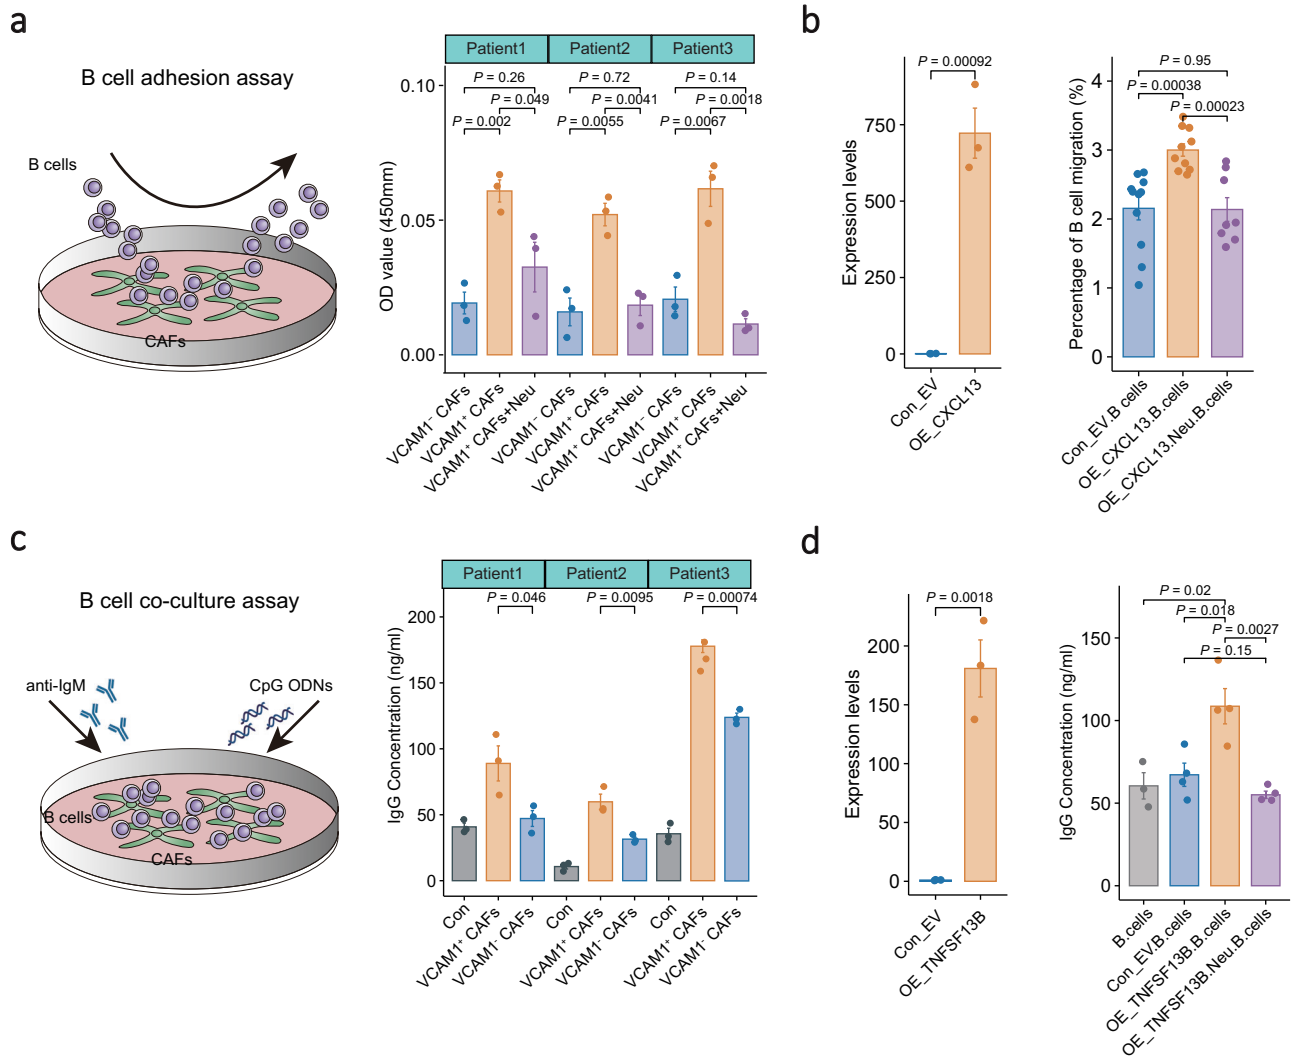 a
B cell adhesion assay
B cells
CAFs
Patient1 Patient2 Patient3
P = 0.26 P = 0.72 P = 0.14
P = 0.049 P = 0.0041 P = 0.0018
P = 0.002 P = 0.0055 P = 0.0067
OD value (450mm)
0.10
0.05
0.00
VCAM1⁻ CAFs
VCAM1⁺ CAFs
VCAM1⁺ CAFs+Neu
VCAM1⁻ CAFs
VCAM1⁺ CAFs
VCAM1⁺ CAFs+Neu
VCAM1⁻ CAFs
VCAM1⁺ CAFs
VCAM1⁺ CAFs+Neu
b
P = 0.00092
Expression levels
750
500
250
0
Con_EV
OE_CXCL13
P = 0.95
P = 0.00038
P = 0.00023
Percentage of B cell migration (%)
4
3
2
1
0
Con_EV.B cells
OE_CXCL13.B.cells
OE_CXCL13.Neu.B.cells
c
B cell co-culture assay
anti-IgM
CpG ODNs
B cells
CAFs
Patient1 Patient2 Patient3
P = 0.046 P = 0.0095 P = 0.00074
IgG Concentration (ng/ml)
200
150
100
50
0
Con
VCAM1⁺ CAFs
VCAM1⁻ CAFs
Con
VCAM1⁺ CAFs
VCAM1⁻ CAFs
Con
VCAM1⁺ CAFs
VCAM1⁻ CAFs
d
P = 0.0018
Expression levels
200
150
100
50
0
Con_EV
OE_TNFSF13B
P = 0.02
P = 0.018
P = 0.0027
P = 0.15
IgG Concentration (ng/ml)
150
100
50
0
B.cells
Con_EV.B.cells
OE_TNFSF13B.B.cells
OE_TNFSF13B.Neu.B.cells